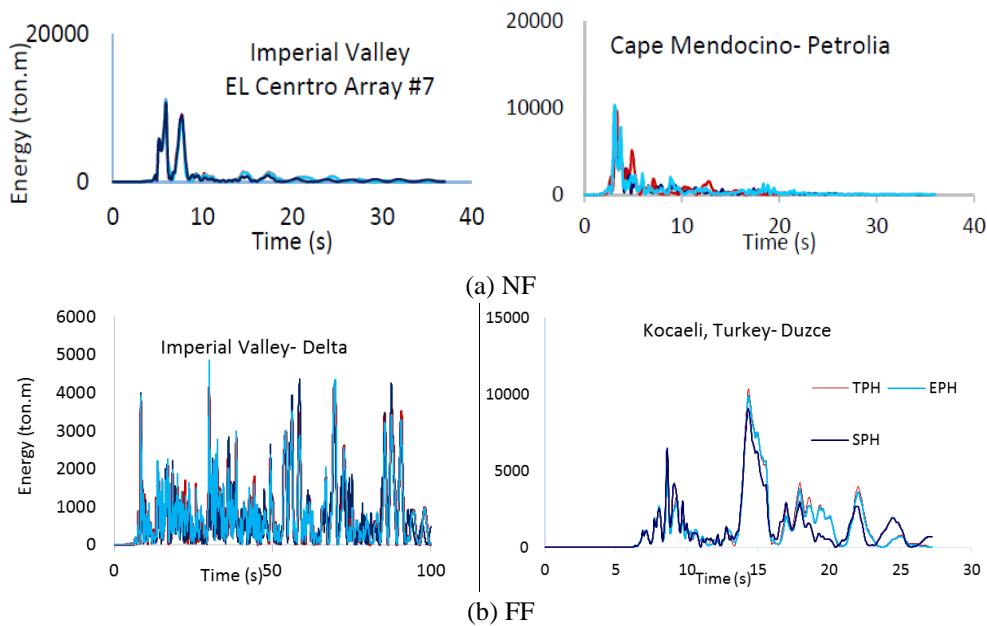 20000
10000
0
Energy (ton.m)
Imperial Valley
EL Cenrtro Array #7
0 10 20 30 40
Time (s)
20000
10000
0
Cape Mendocino- Petrolia
0 10 20 30 40
Time (s)
(a) NF
6000
5000
4000
3000
2000
1000
0
Energy (ton.m)
Imperial Valley- Delta
0 50 100
Time (s)
15000
10000
5000
0
Kocaeli, Turkey- Duzce
TPH EPH
SPH
0 5 10 15 20 25 30
Time (s)
(b) FF